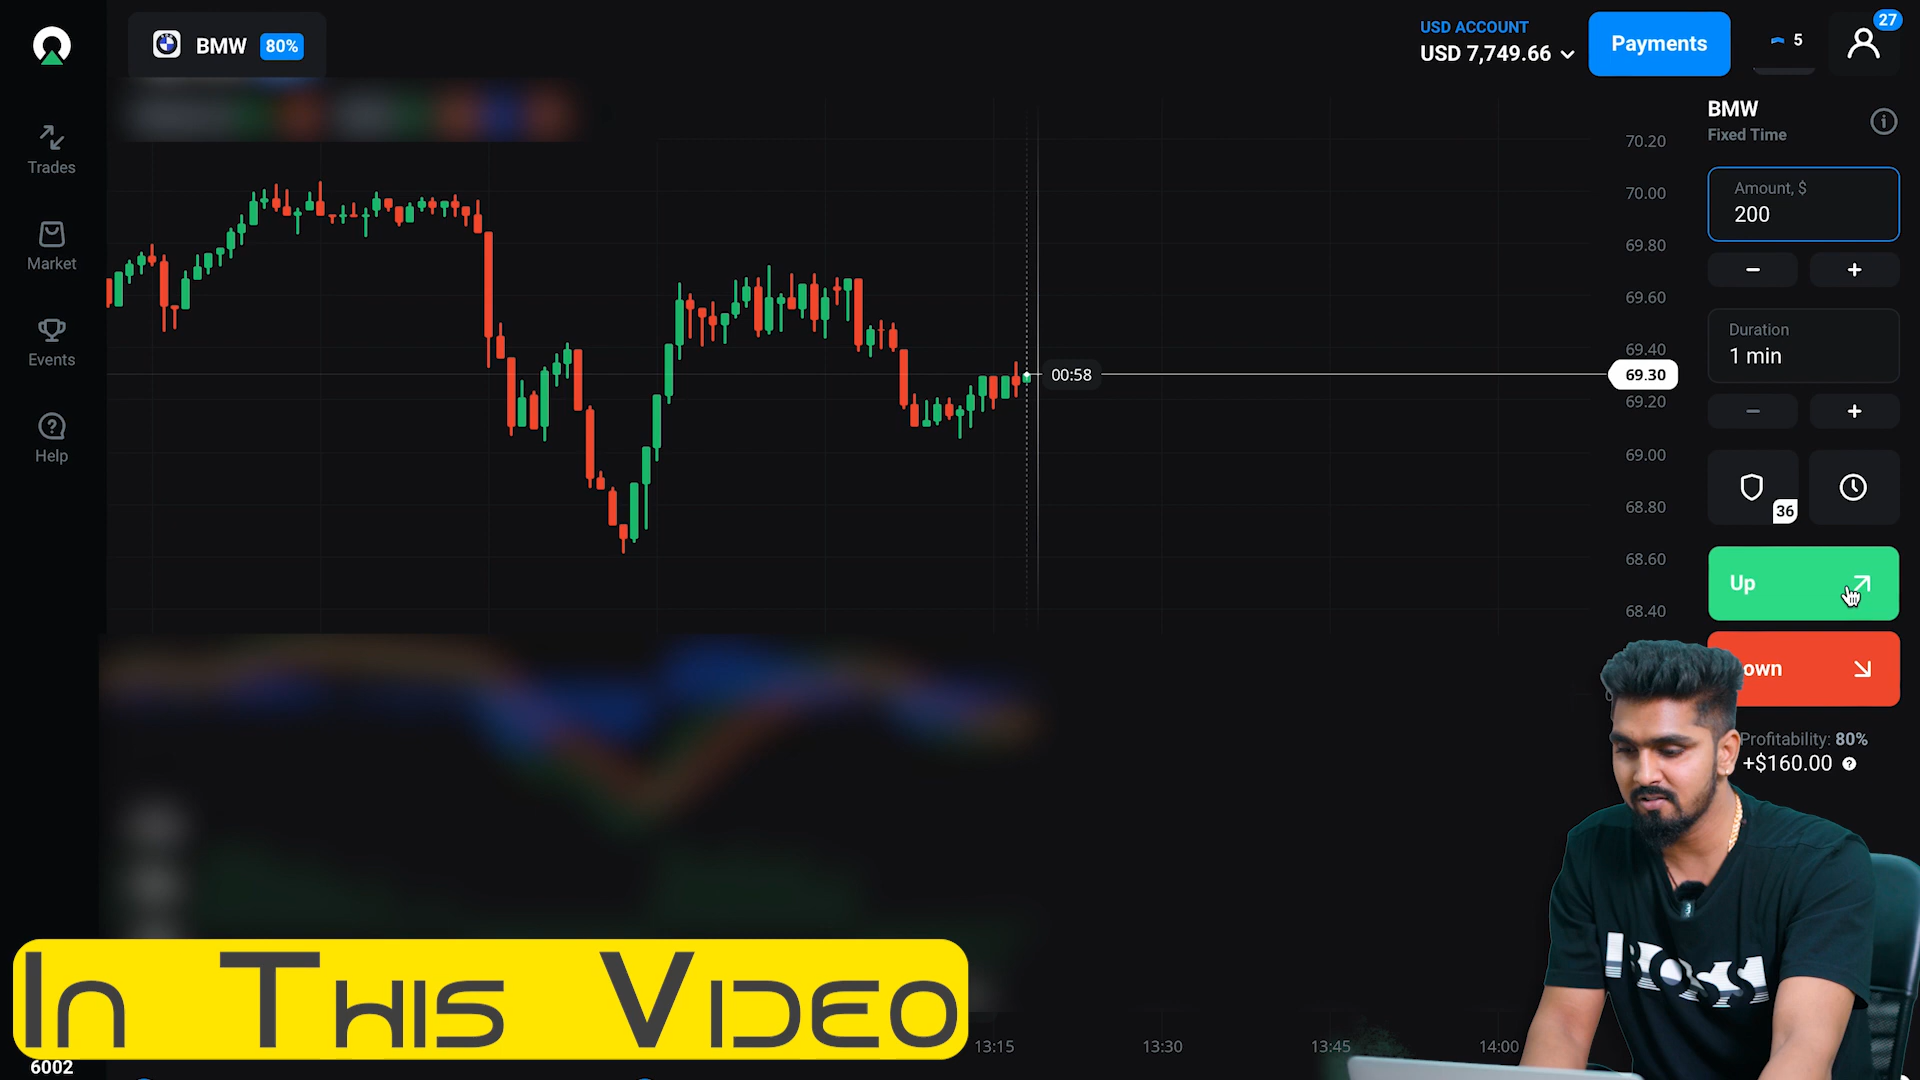 BMW 80%
USD ACCOUNT
USD 7,749.66
Payments
5
27
Trades
Market
Events
Help
70.20
70.00
69.80
69.60
69.40
69.30
69.20
69.00
68.80
68.60
68.40
00:58
BMW
Fixed Time
Amount, $
200
Duration
1 min
36
Up
own
Profitability: 80%
+$160.00
BOSS
In This Video
13:15
13:30
13:45
14:00
6002